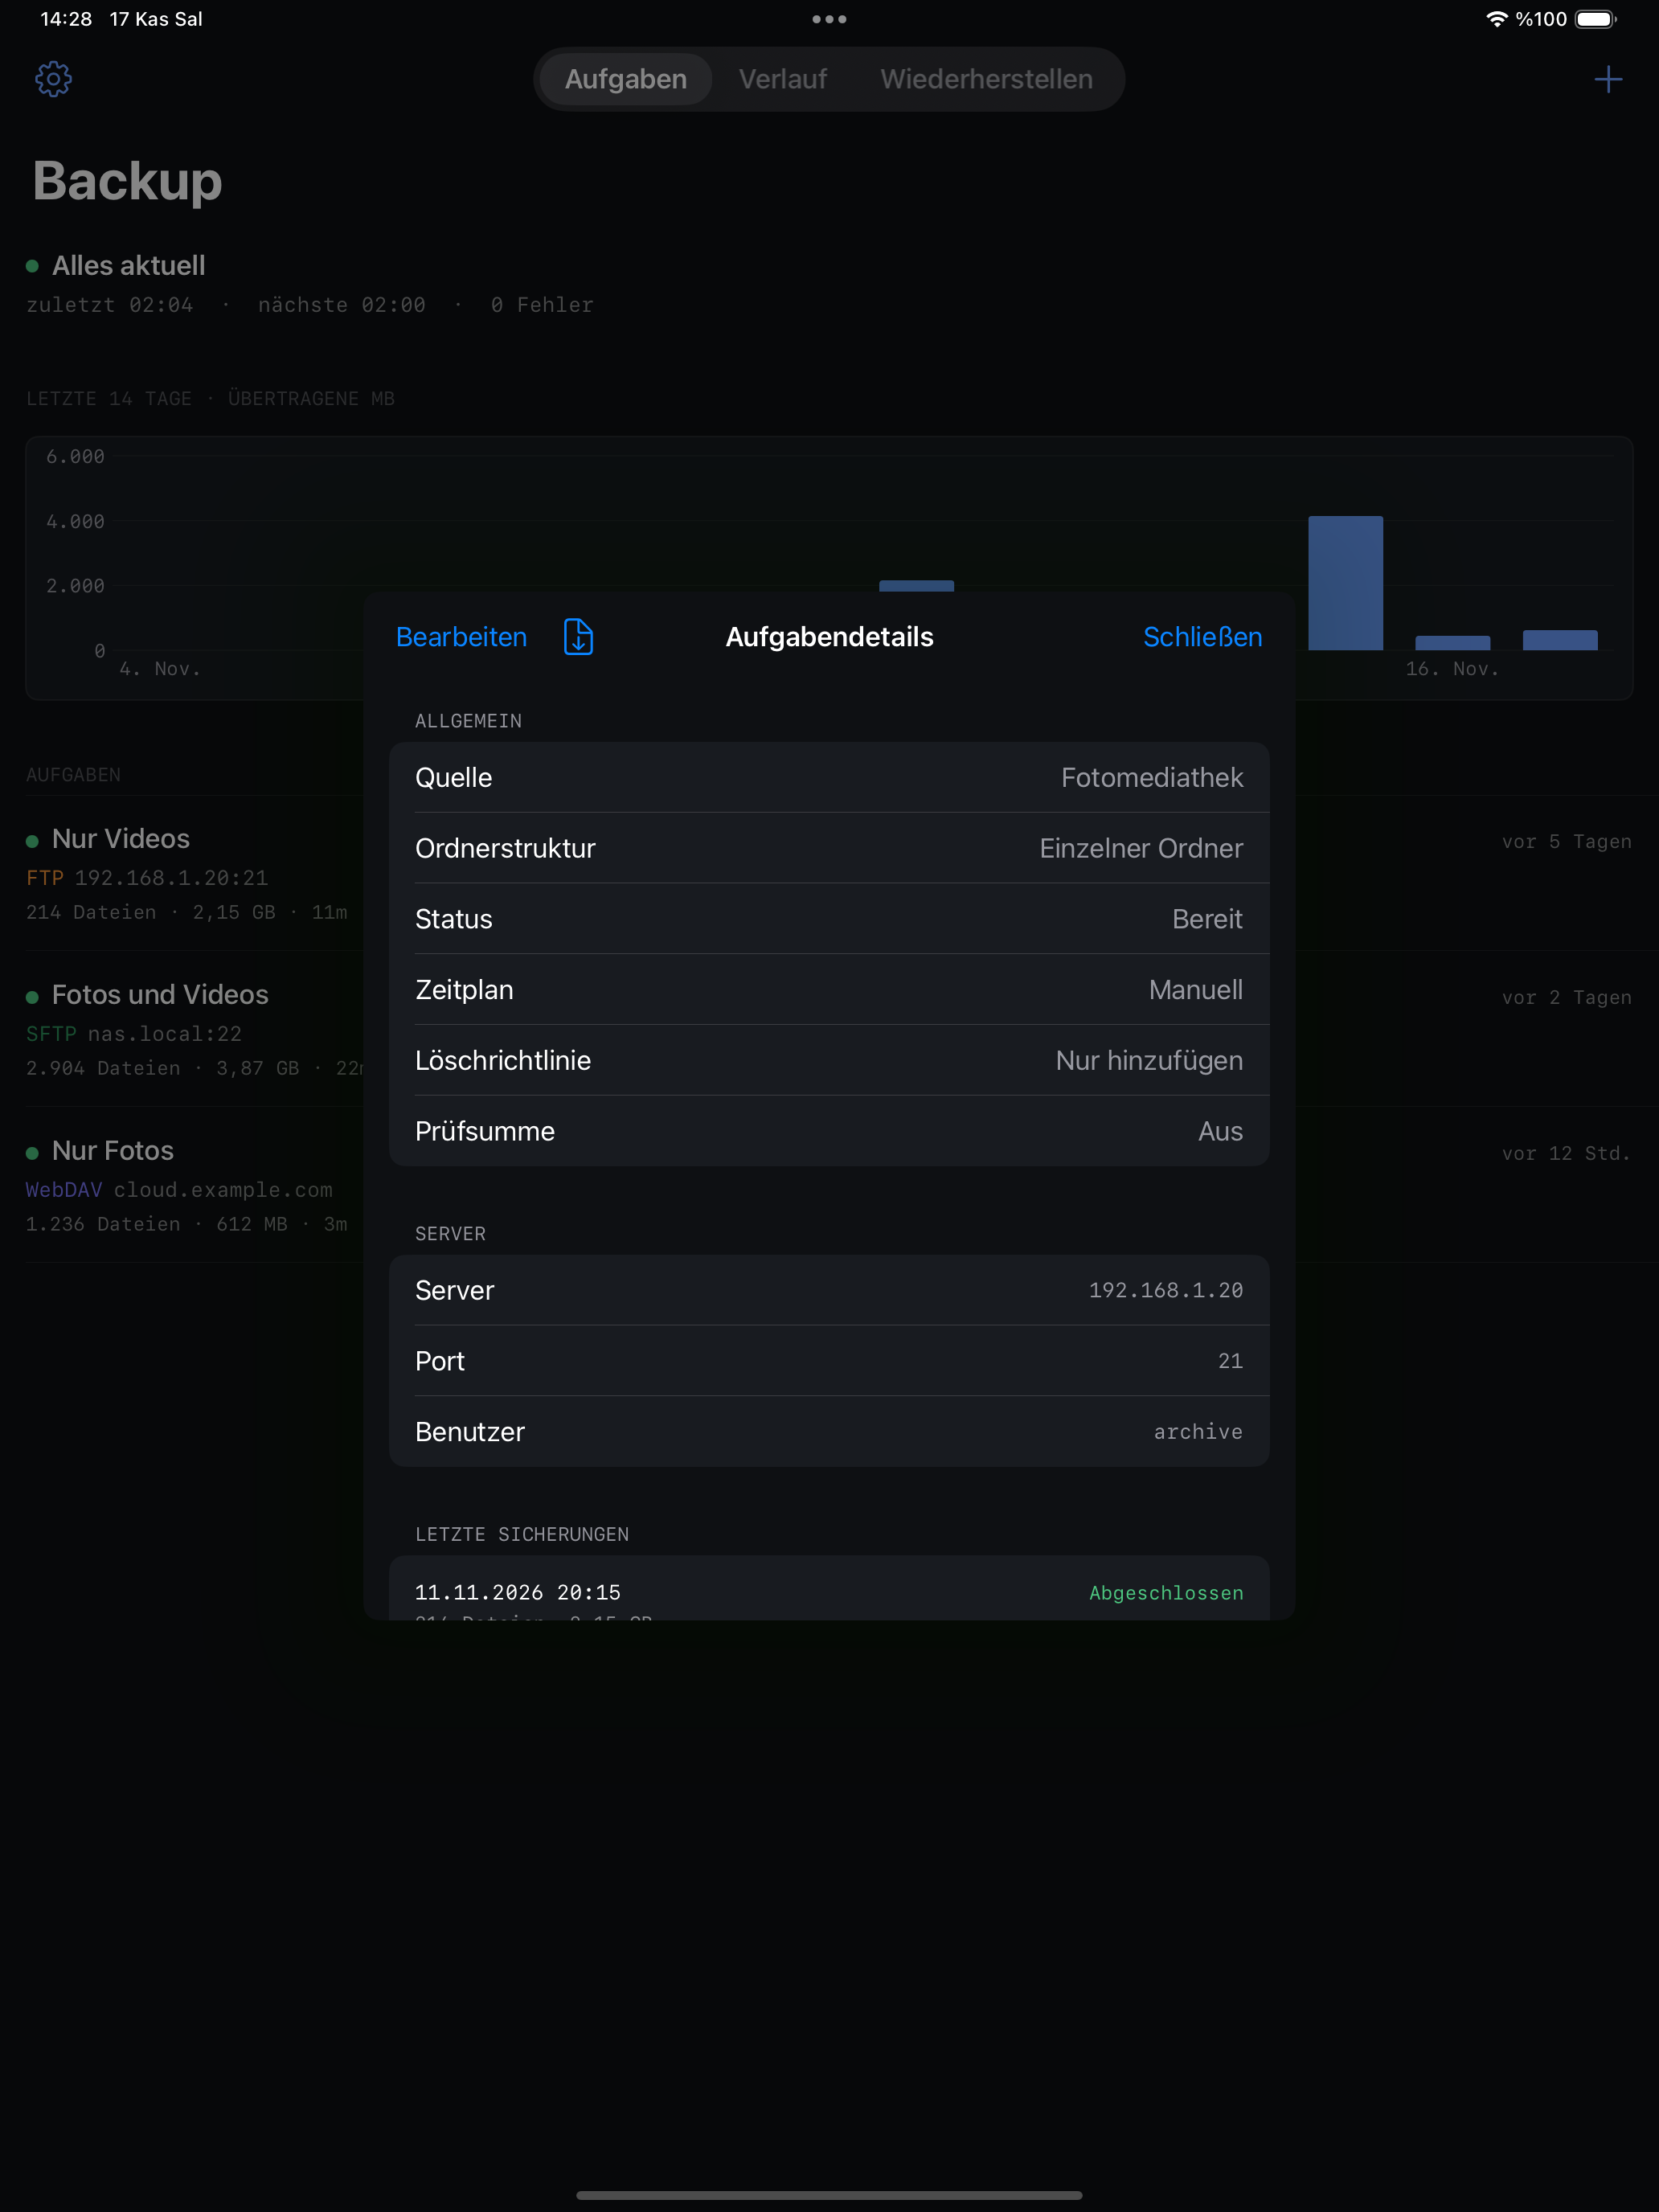 14:28 17 Kas Sal
%100
Aufgaben Verlauf Wiederherstellen
Backup
Alles aktuell
zuletzt 02:04 · nächste 02:00 · 0 Fehler
LETZTE 14 TAGE · ÜBERTRAGENE MB
6.000
4.000
2.000
0
4. Nov. 16. Nov.
AUFGABEN
Nur Videos vor 5 Tagen
FTP 192.168.1.20:21
214 Dateien · 2,15 GB · 11m
Fotos und Videos vor 2 Tagen
SFTP nas.local:22
2.904 Dateien · 3,87 GB · 22
Nur Fotos vor 12 Std.
WebDAV cloud.example.com
1.236 Dateien · 612 MB · 3m
Bearbeiten Aufgabendetails Schließen
ALLGEMEIN
Quelle Fotomediathek
Ordnerstruktur Einzelner Ordner
Status Bereit
Zeitplan Manuell
Löschrichtlinie Nur hinzufügen
Prüfsumme Aus
SERVER
Server 192.168.1.20
Port 21
Benutzer archive
LETZTE SICHERUNGEN
11.11.2026 20:15 Abgeschlossen